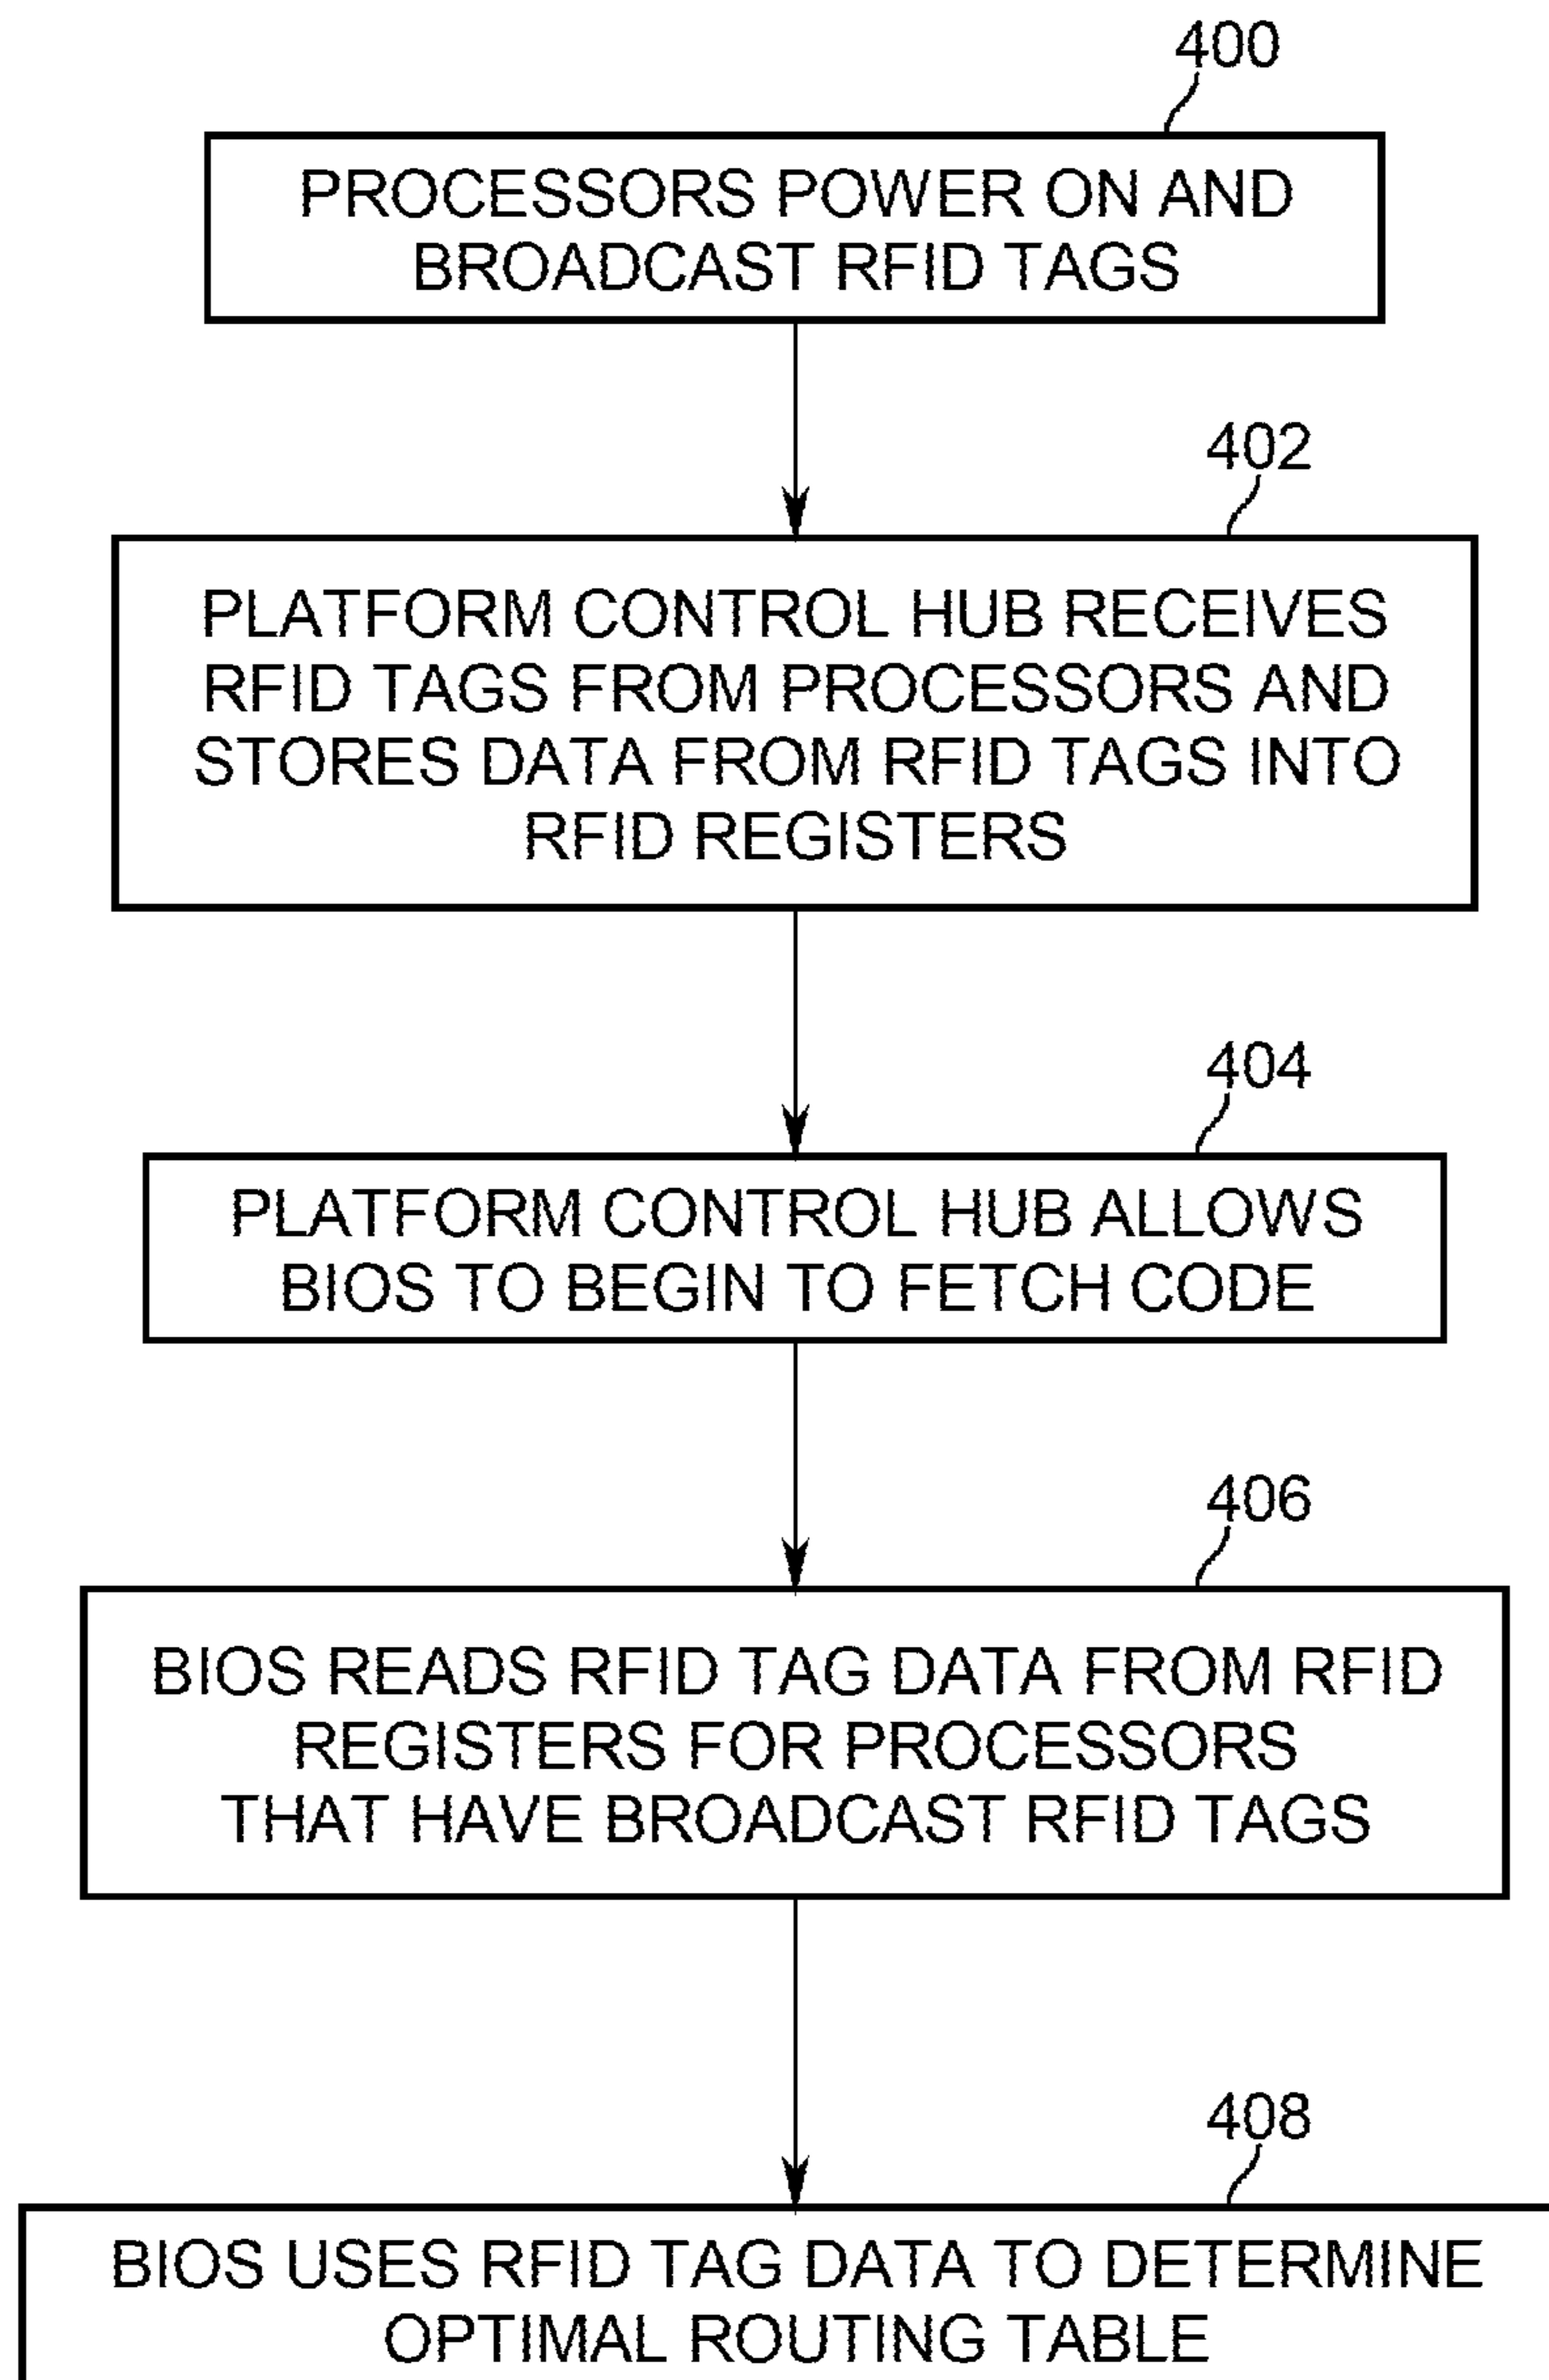 400
PROCESSORS POWER ON AND
BROADCAST RFID TAGS
402
PLATFORM CONTROL HUB RECEIVES
RFID TAGS FROM PROCESSORS AND
STORES DATA FROM RFID TAGS INTO
RFID REGISTERS
404
PLATFORM CONTROL HUB ALLOWS
BIOS TO BEGIN TO FETCH CODE
406
BIOS READS RFID TAG DATA FROM RFID
REGISTERS FOR PROCESSORS
THAT HAVE BROADCAST RFID TAGS
408
BIOS USES RFID TAG DATA TO DETERMINE
OPTIMAL ROUTING TABLE